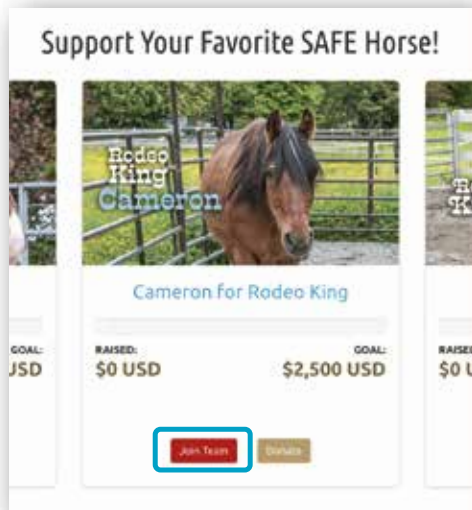 Support Your Favorite SAFE Horse!
Rodeo
King
Cameron
Cameron for Rodeo King
GOAL:
USD
RAISED:
$0 USD
GOAL:
$2,500 USD
RAISED
$0 U
Join Team
Donate